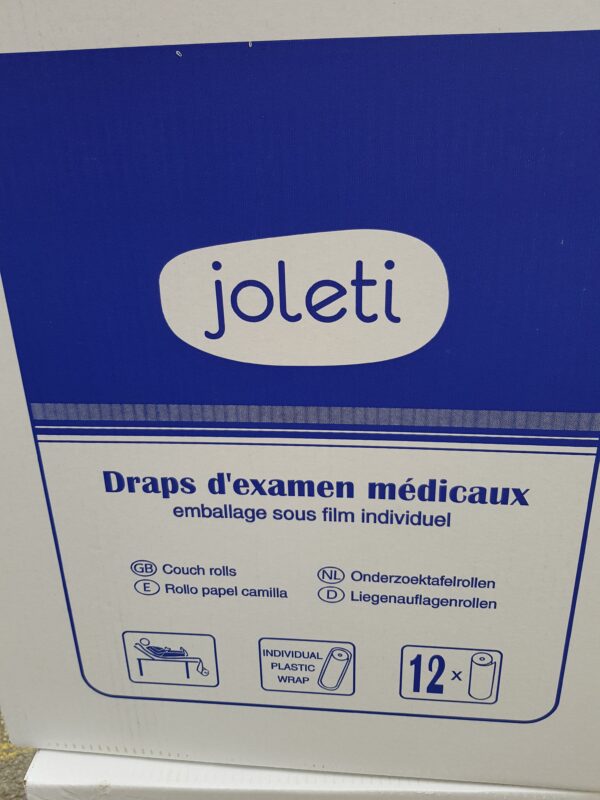 joleti
Draps d'examen médicaux
emballage sous film individuel
GB Couch rolls
E Rollo papel camilla
NL Onderzoektafelrollen
D Liegenauflagenrollen
INDIVIDUAL
PLASTIC
WRAP
12 x